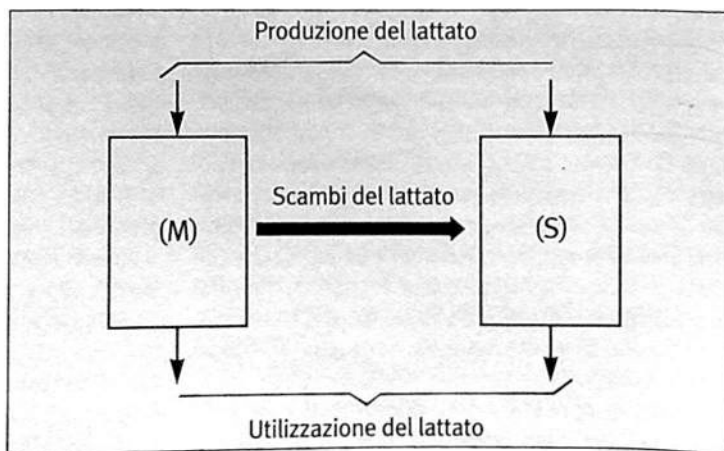 Produzione del lattato
Scambi del lattato
(M)
(S)
Utilizzazione del lattato